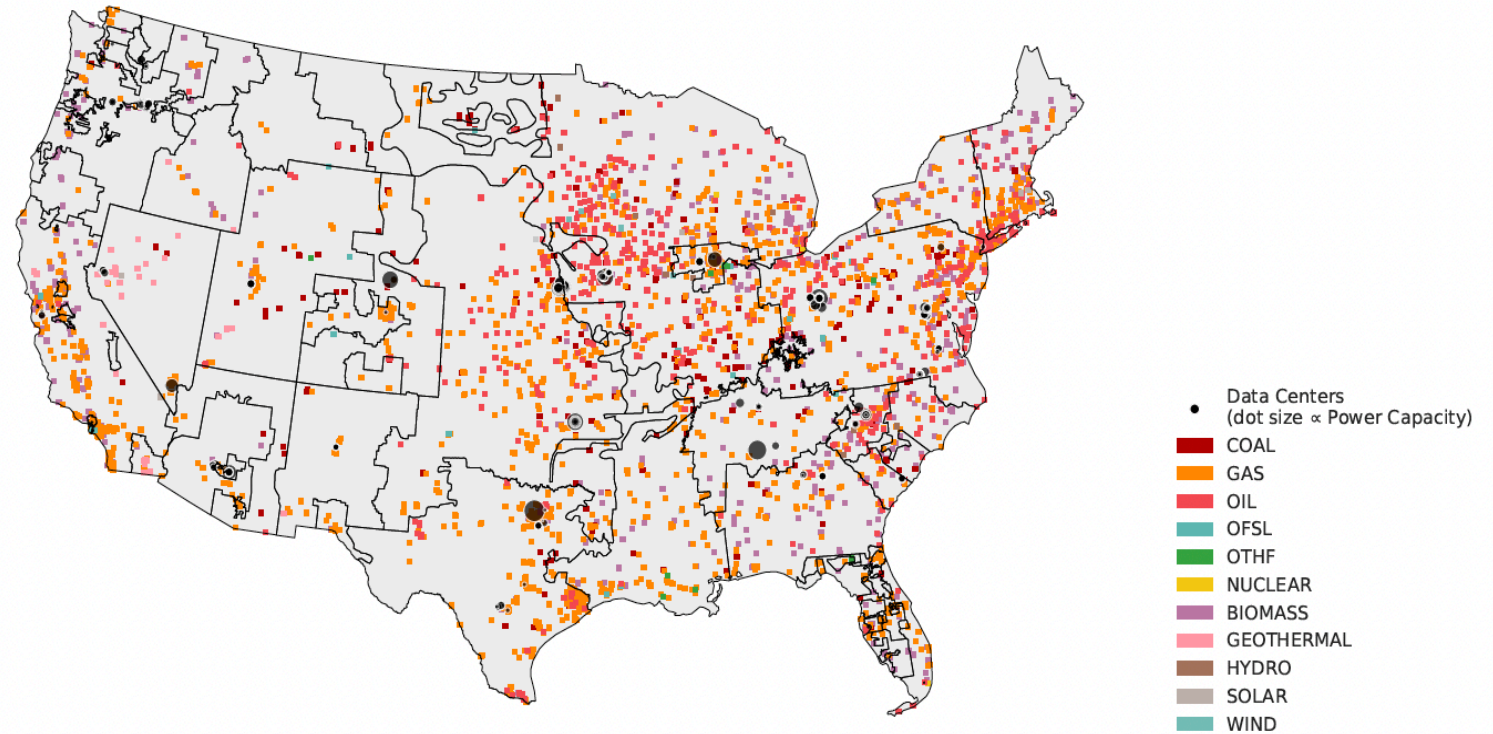 Data Centers
(dot size ∝ Power Capacity)
COAL
GAS
OIL
OFSL
OTHF
NUCLEAR
BIOMASS
GEOTHERMAL
HYDRO
SOLAR
WIND